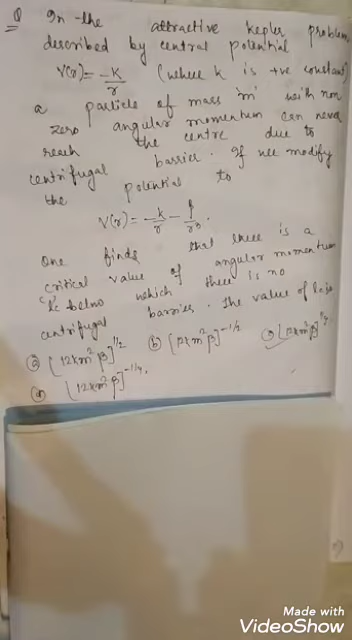 Q In the attractive kepler problem
described by central potential
V(r) = -K/r (where k is +ve constant)
a particle of mass 'm' with non
zero angular momentum can never
reach the centre due to
centrifugal barrier. If we modify
the potential to
V(r) = -k/r - β/r³.
One finds that there is a
critical value of angular momentum
'lc' below which there is no
centrifugal barrier. The value of lc is
(a) [12km²β]^1/2 (b) [12km²β]^-1/2 (c) [12km²β]^1/4
(d) [12km²β]^-1/4.
Made with
VideoShow